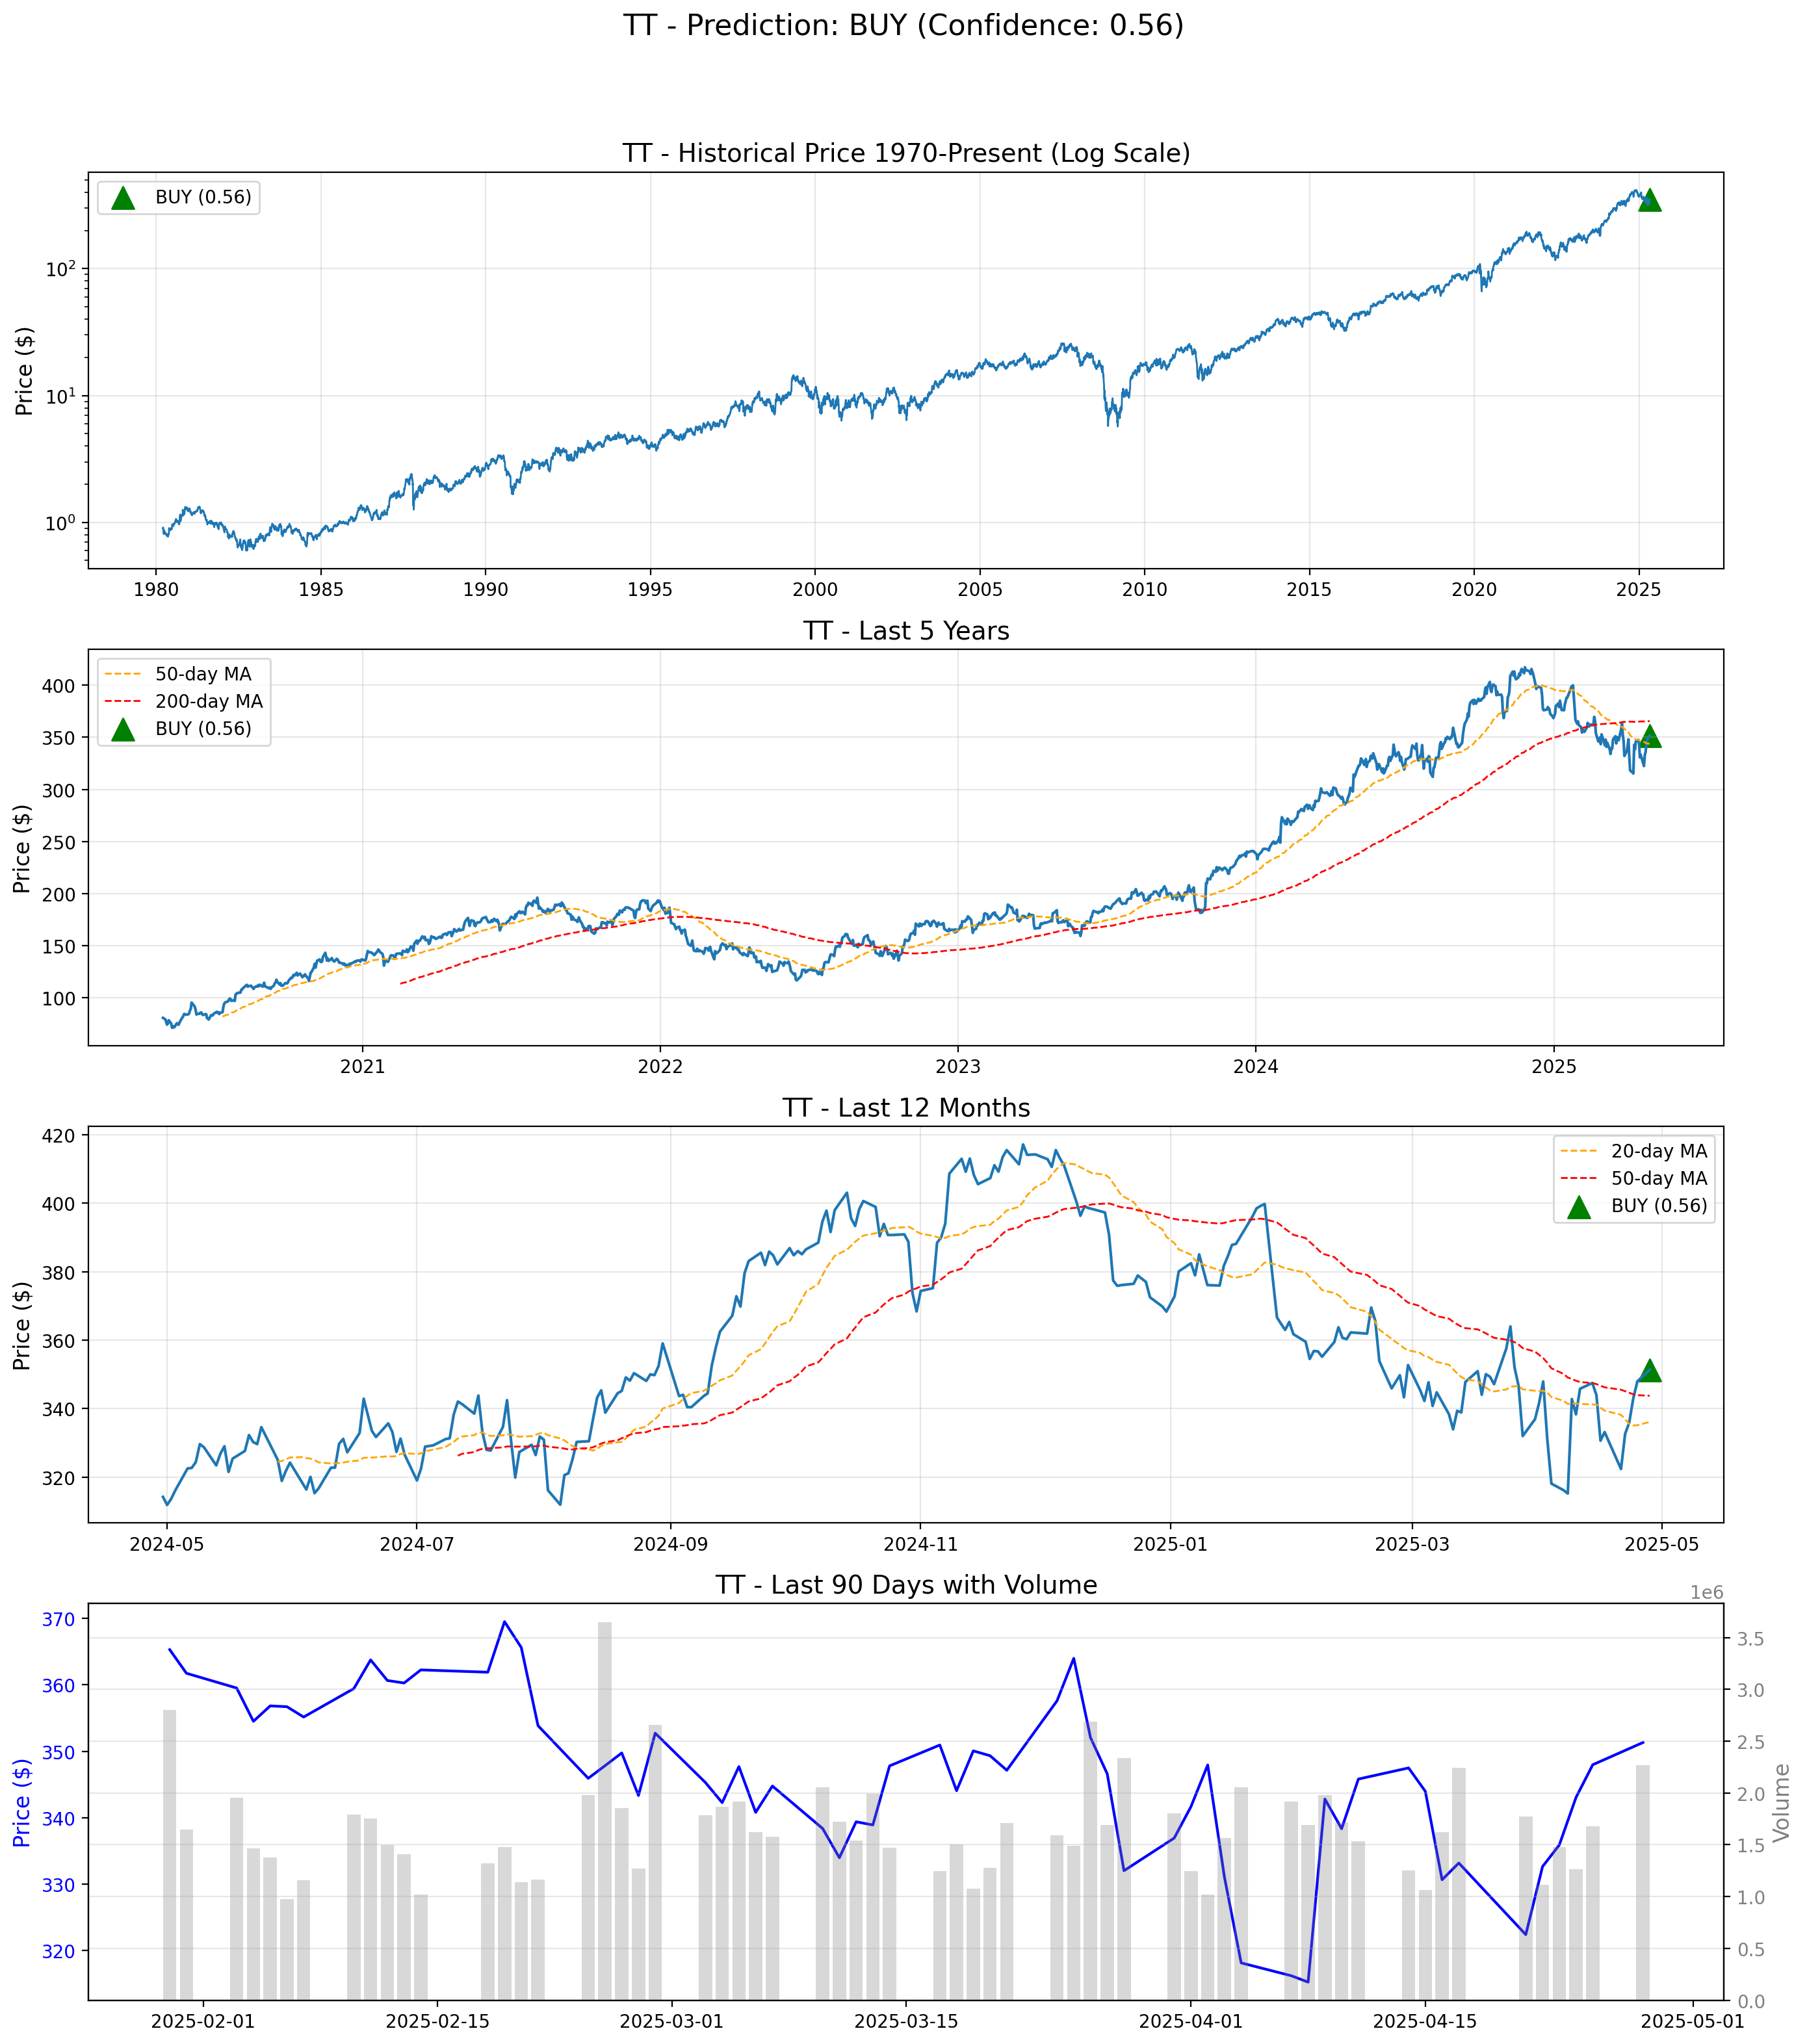 TT - Prediction: BUY (Confidence: 0.56)
TT - Historical Price 1970-Present (Log Scale)
BUY (0.56)
Price ($)
10²
10¹
10⁰
1980 1985 1990 1995 2000 2005 2010 2015 2020 2025
TT - Last 5 Years
50-day MA
200-day MA
BUY (0.56)
Price ($)
400
350
300
250
200
150
100
2021 2022 2023 2024 2025
TT - Last 12 Months
20-day MA
50-day MA
BUY (0.56)
Price ($)
420
400
380
360
340
320
2024-05 2024-07 2024-09 2024-11 2025-01 2025-03 2025-05
TT - Last 90 Days with Volume
1e6
Price ($)
370
360
350
340
330
320
3.5
3.0
2.5
2.0
1.5
1.0
0.5
0.0
Volume
2025-02-01 2025-02-15 2025-03-01 2025-03-15 2025-04-01 2025-04-15 2025-05-01